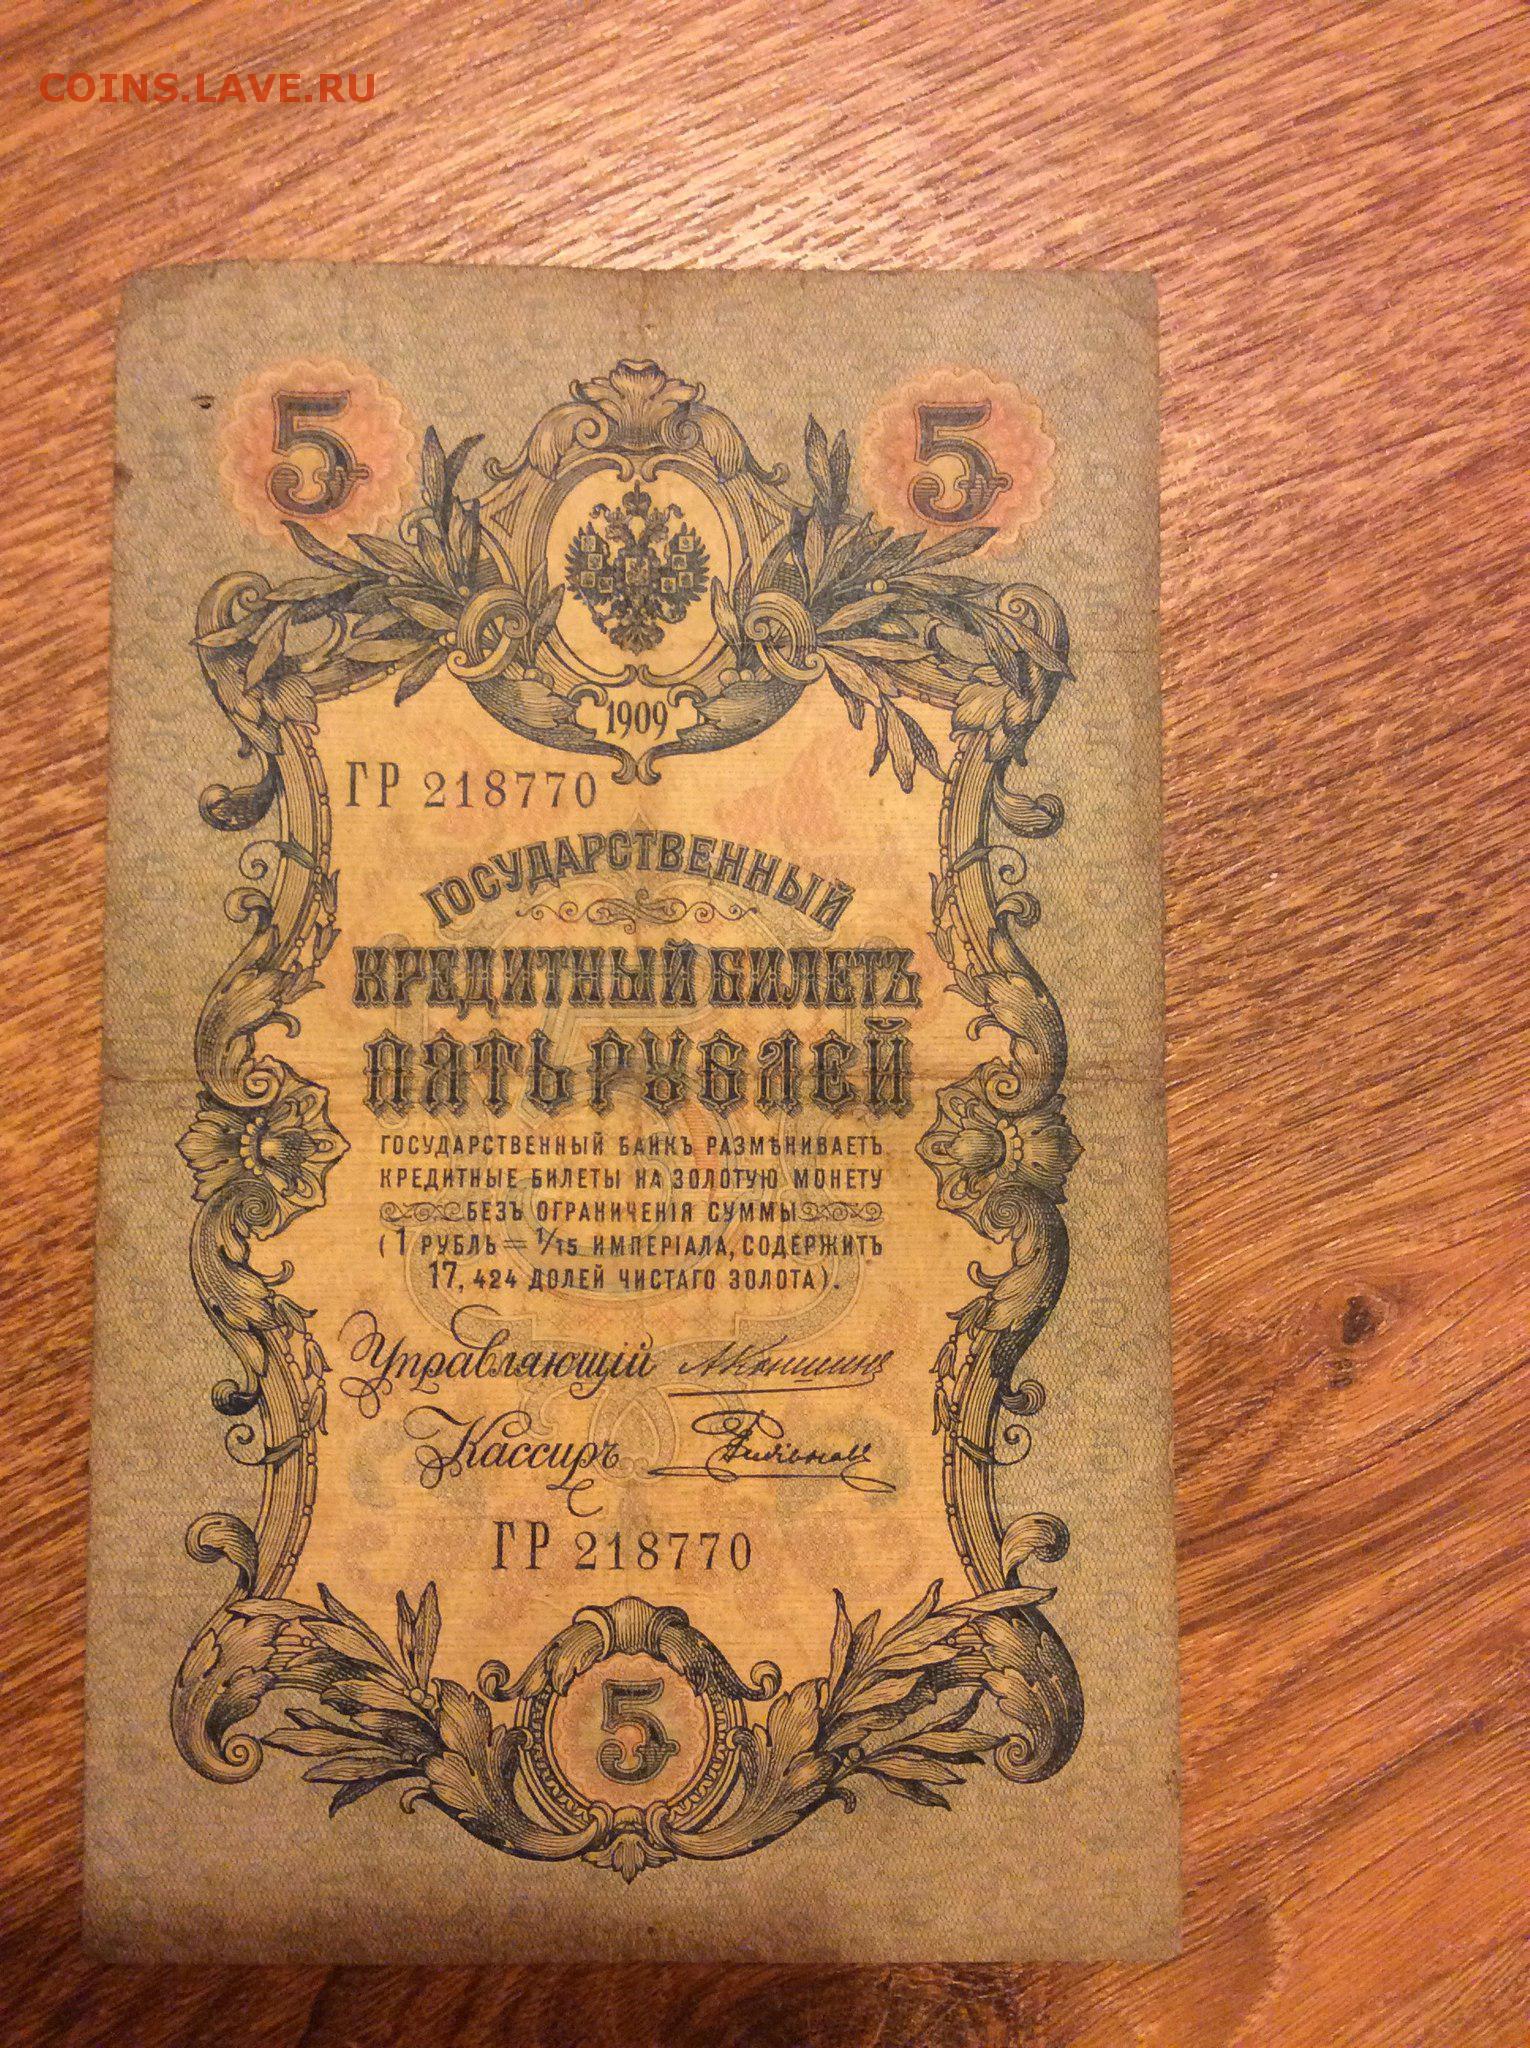 COINS.LAVE.RU
5 5
1909
ГР 218770
ГОСУДАРСТВЕННЫЙ
КРЕДИТНЫЙ БИЛЕТЪ
ПЯТЬ РУБЛЕЙ
ГОСУДАРСТВЕННЫЙ БАНКЪ РАЗМѢНИВАЕТЪ
КРЕДИТНЫЕ БИЛЕТЫ НА ЗОЛОТУЮ МОНЕТУ
БЕЗЪ ОГРАНИЧЕНІЯ СУММЫ
(1 РУБЛЬ = 1/15 ИМПЕРІАЛА, СОДЕРЖИТЪ
17,424 ДОЛЕЙ ЧИСТАГО ЗОЛОТА).
Управляющій АКоншинъ
Кассиръ
ГР 218770
5